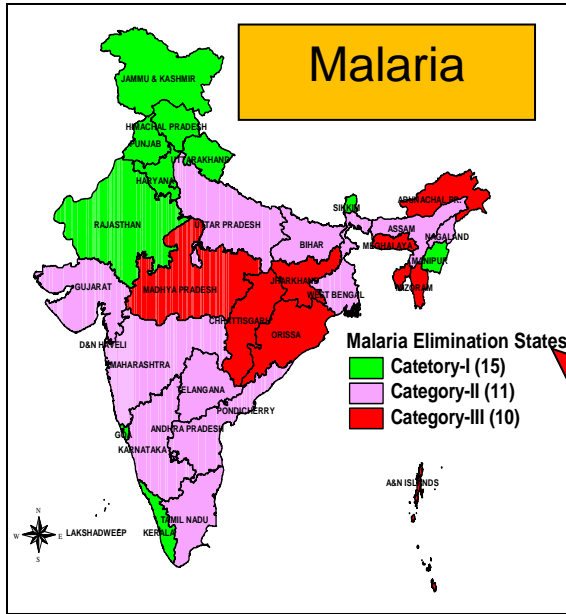 Malaria
JAMMU & KASHMIR
HIMACHAL PRADESH
PUNJAB
UTTARAKHAND
HARYANA
RAJASTHAN
UTTAR PRADESH
SIKKIM
ARUNACHAL PR.
ASSAM
NAGALAND
BIHAR
MEGHALAYA
MANIPUR
MIZORAM
GUJARAT
MADHYA PRADESH
JHARKHAND
WEST BENGAL
CHHATTISGARH
ORISSA
D&N HAVELI
MAHARASHTRA
TELANGANA
PONDICHERRY
ANDHRA PRADESH
GOA
KARNATAKA
TAMIL NADU
KERALA
LAKSHADWEEP
A&N ISLANDS
Malaria Elimination States
Catetory-I (15)
Category-II (11)
Category-III (10)
N
W
E
S